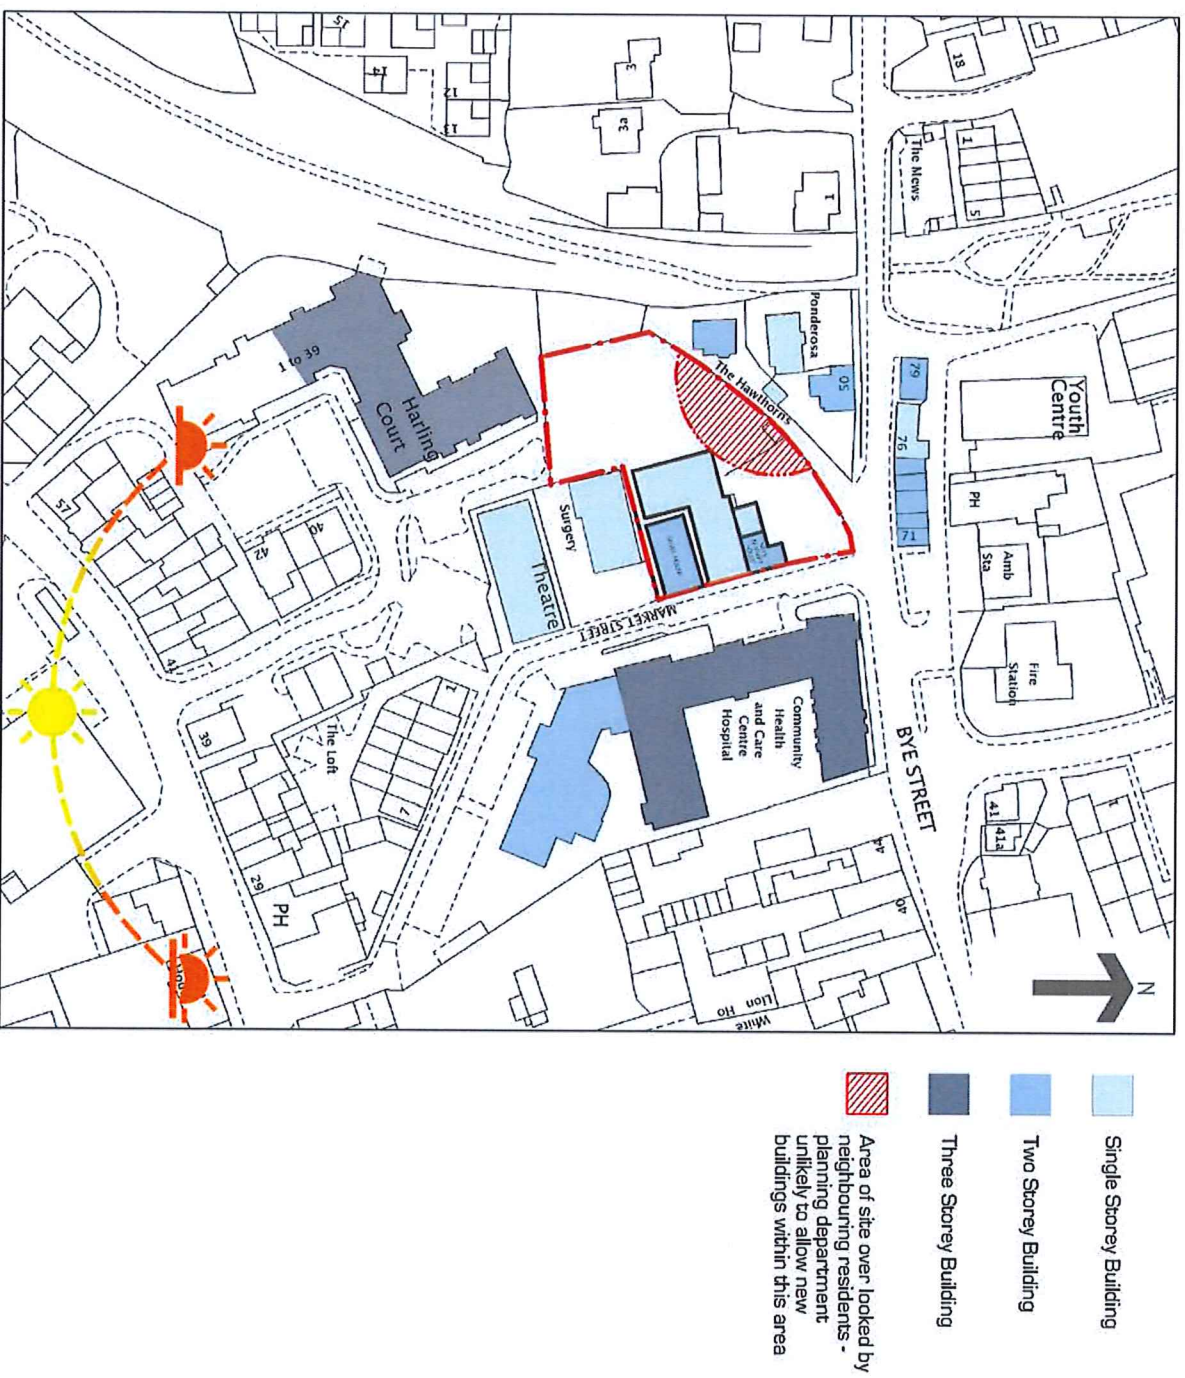 Single Storey Building
Two Storey Building
Three Storey Building
Area of site over looked by
neighbouring residents -
planning department
unlikely to allow new
buildings within this area
N
15
14
12
13
3
3a
1
18
The Mews
1
5
Ponderosa
50
The Hawthorns
79
76
71
Youth
Centre
PH
Amb
Sta
Fire
Station
BYE STREET
41
41a
1
44
40
Community
Health
and Care
Centre
Hospital
MARKET STREET
Surgery
Theatre
1 to 39
Harling
Court
57
40
42
41
39
The Loft
1
7
29
PH
White
Lion Ho